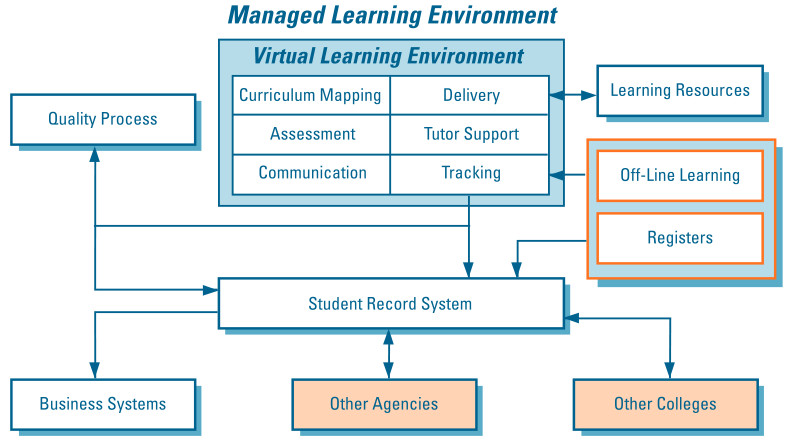 Managed Learning Environment
Virtual Learning Environment
Curriculum Mapping
Delivery
Learning Resources
Quality Process
Assessment
Tutor Support
Communication
Tracking
Off-Line Learning
Registers
Student Record System
Business Systems
Other Agencies
Other Colleges